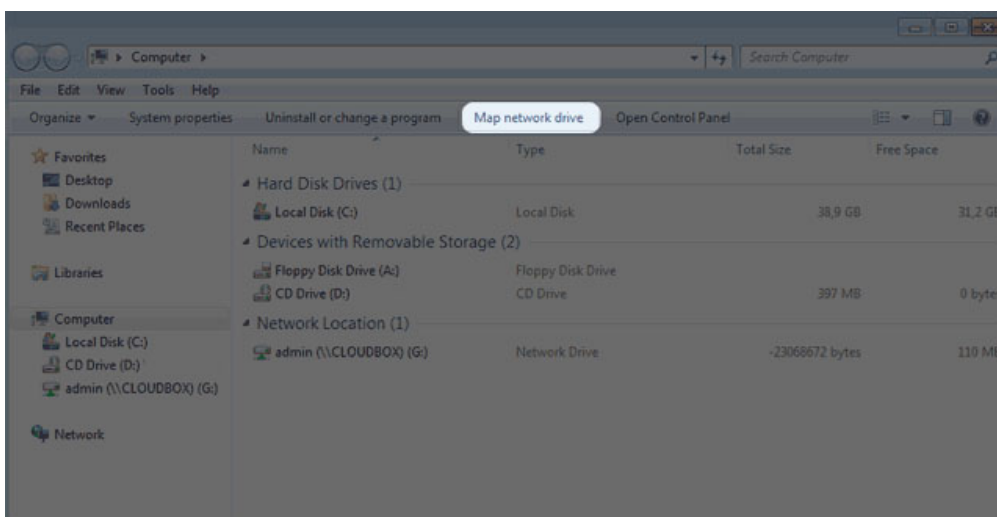 Computer
Search Computer
File Edit View Tools Help
Organize System properties Uninstall or change a program Map network drive Open Control Panel
Favorites
Desktop
Downloads
Recent Places
Libraries
Computer
Local Disk (C:)
CD Drive (D:)
admin (\\CLOUDBOX) (G:)
Network
Name Type Total Size Free Space
Hard Disk Drives (1)
Local Disk (C:) Local Disk 38,9 GB 31,2 GB
Devices with Removable Storage (2)
Floppy Disk Drive (A:) Floppy Disk Drive
CD Drive (D:) CD Drive 397 MB 0 bytes
Network Location (1)
admin (\\CLOUDBOX) (G:) Network Drive -23068672 bytes 110 MB